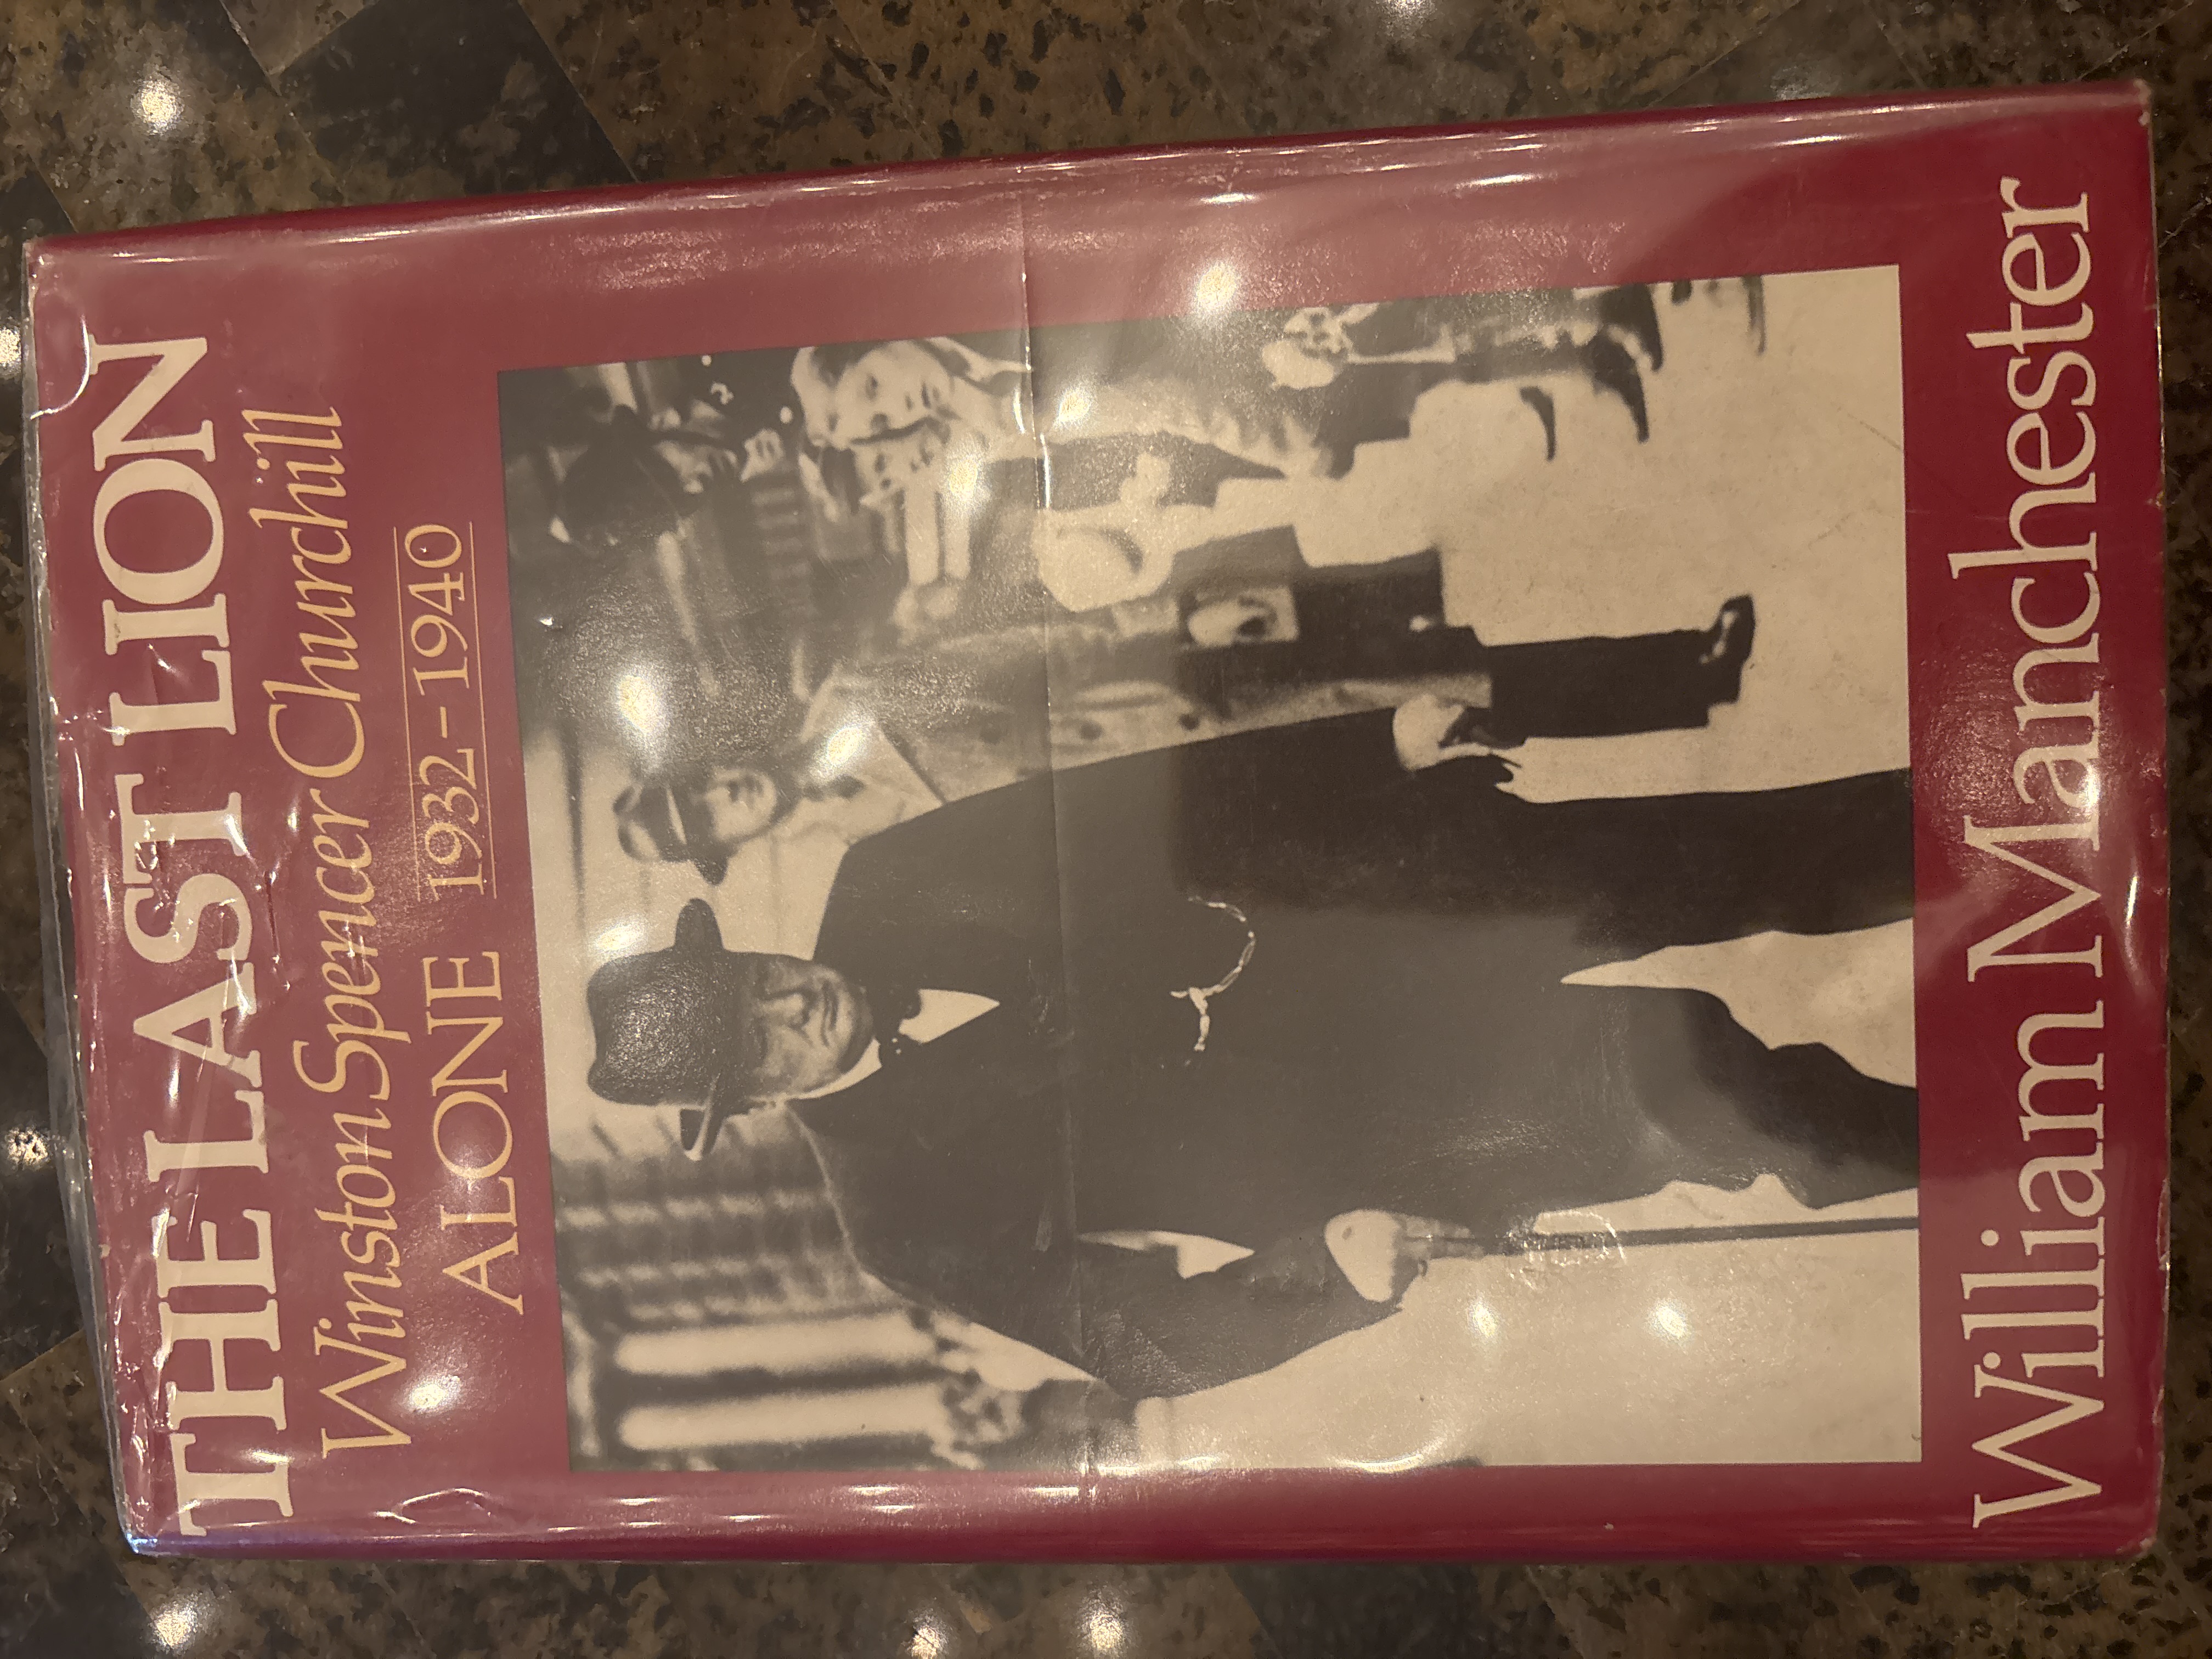 THE LAST LION
Winston Spencer Churchill
ALONE 1932-1940
William Manchester